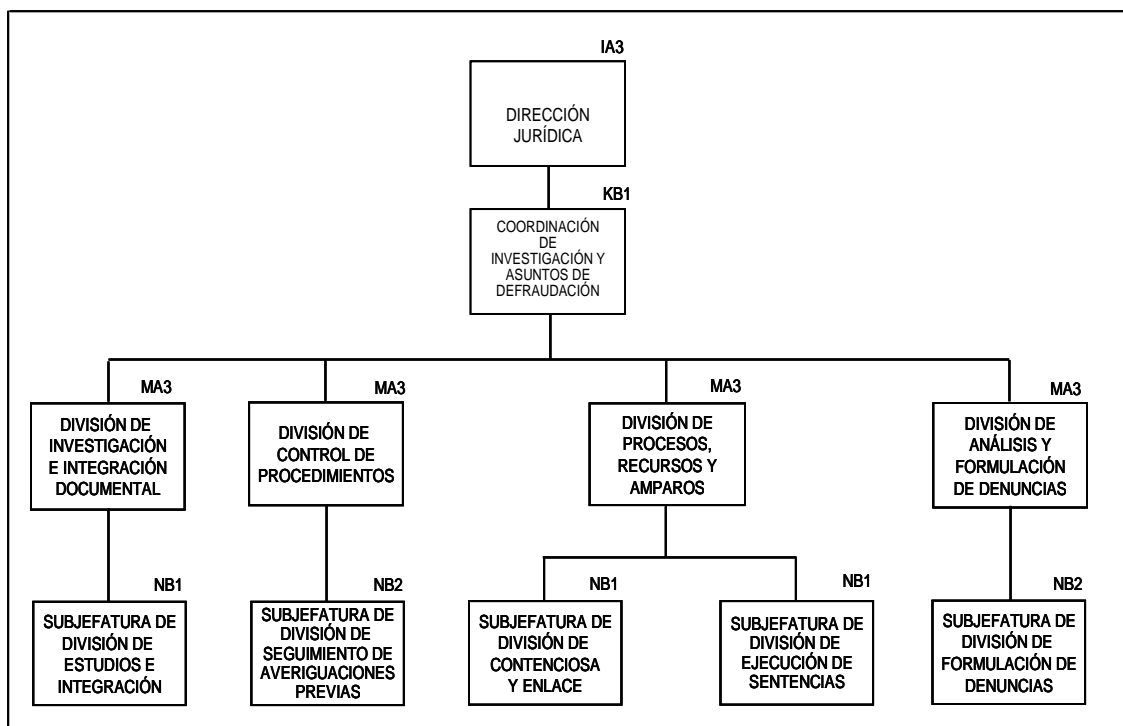 IA3
DIRECCIÓN
JURÍDICA
KB1
COORDINACIÓN
DE
INVESTIGACIÓN Y
ASUNTOS DE
DEFRAUDACIÓN
MA3
DIVISIÓN DE
INVESTIGACIÓN
E INTEGRACIÓN
DOCUMENTAL
MA3
DIVISIÓN DE
CONTROL DE
PROCEDIMIENTOS
MA3
DIVISIÓN DE
PROCESOS,
RECURSOS Y
AMPAROS
MA3
DIVISIÓN DE
ANÁLISIS Y
FORMULACIÓN
DE DENUNCIAS
NB1
SUBJEFATURA DE
DIVISIÓN DE
ESTUDIOS E
INTEGRACIÓN
NB2
SUBJEFATURA DE
DIVISIÓN DE
SEGUIMIENTO DE
AVERIGUACIONES
PREVIAS
NB1
SUBJEFATURA DE
DIVISIÓN DE
CONTENCIOSA
Y ENLACE
NB1
SUBJEFATURA DE
DIVISIÓN DE
EJECUCIÓN DE
SENTENCIAS
NB2
SUBJEFATURA DE
DIVISIÓN DE
FORMULACIÓN DE
DENUNCIAS